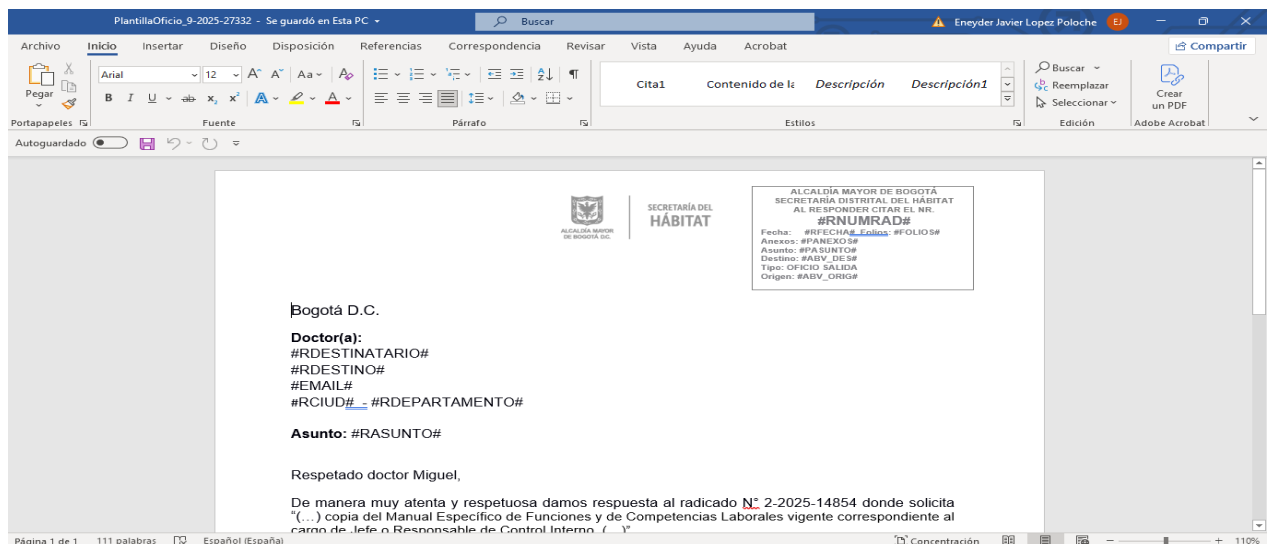 PlantillaOficio_9-2025-27332 - Se guardó en Esta PC
Buscar
Eneyder Javier Lopez Poloche
EJ
Archivo Inicio Insertar Diseño Disposición Referencias Correspondencia Revisar Vista Ayuda Acrobat
Compartir
Pegar
Arial 12
Cita1 Contenido de la Descripción Descripción1
Buscar
Reemplazar
Seleccionar
Crear
un PDF
Portapapeles Fuente Párrafo Estilos Edición Adobe Acrobat
Autoguardado
ALCALDÍA MAYOR
DE BOGOTÁ D.C.
SECRETARÍA DEL
HÁBITAT
ALCALDÍA MAYOR DE BOGOTÁ
SECRETARÍA DISTRITAL DEL HÁBITAT
AL RESPONDER CITAR EL NR.
#RNUMRAD#
Fecha: #RFECHA# Folios: #FOLIOS#
Anexos: #PANEXOS#
Asunto: #PASUNTO#
Destino: #ABV_DES#
Tipo: OFICIO SALIDA
Origen: #ABV_ORIG#
Bogotá D.C.
Doctor(a):
#RDESTINATARIO#
#RDESTINO#
#EMAIL#
#RCIUD# - #RDEPARTAMENTO#
Asunto: #RASUNTO#
Respetado doctor Miguel,
De manera muy atenta y respetuosa damos respuesta al radicado N° 2-2025-14854 donde solicita
"(…) copia del Manual Específico de Funciones y de Competencias Laborales vigente correspondiente al
cargo de Jefe o Responsable de Control Interno. (…)"
Página 1 de 1 111 palabras Español (España) Concentración 110%